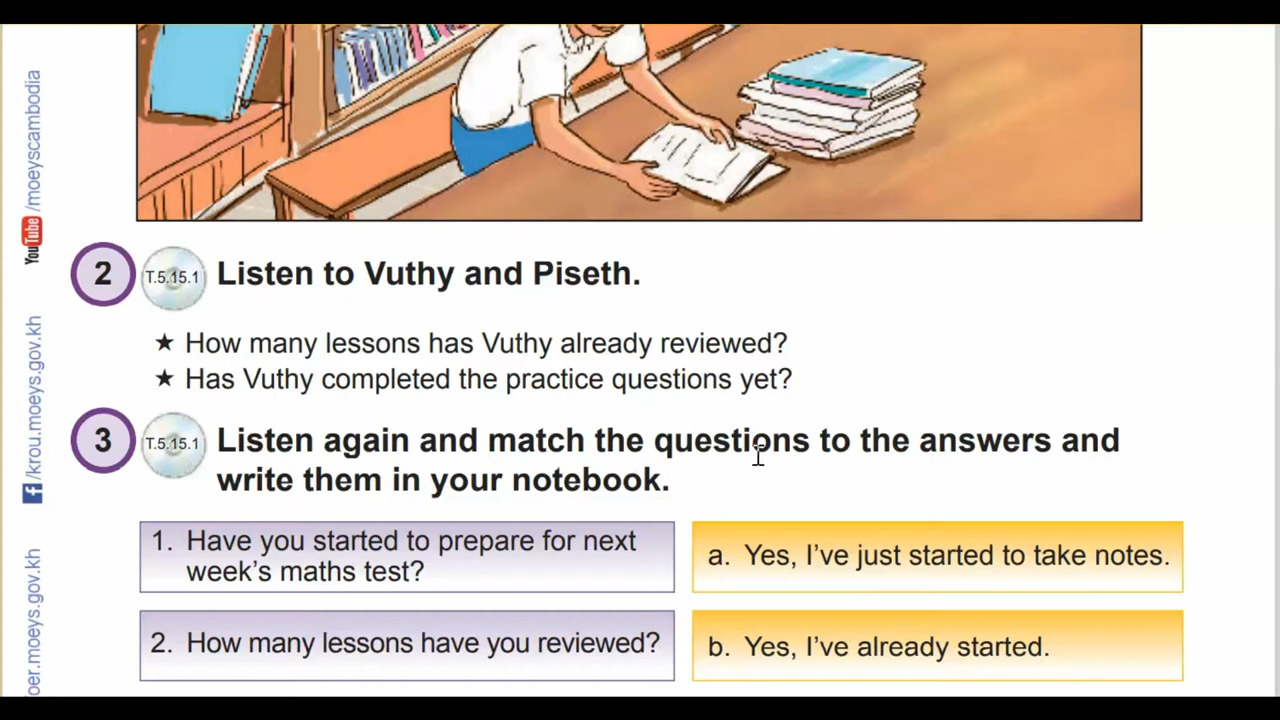 YouTube /moeyscambodia
f /krou.moeys.gov.kh
oer.moeys.gov.kh
2 T.5.15.1 Listen to Vuthy and Piseth.
★ How many lessons has Vuthy already reviewed?
★ Has Vuthy completed the practice questions yet?
3 T.5.15.1 Listen again and match the questions to the answers and
write them in your notebook.
1. Have you started to prepare for next
week's maths test?
a. Yes, I've just started to take notes.
2. How many lessons have you reviewed?
b. Yes, I've already started.